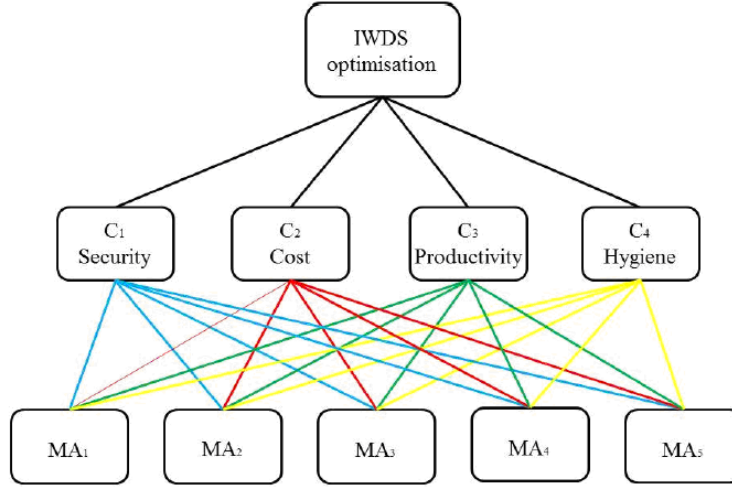 IWDS
optimisation
C1
Security
C2
Cost
C3
Productivity
C4
Hygiene
MA1
MA2
MA3
MA4
MA5